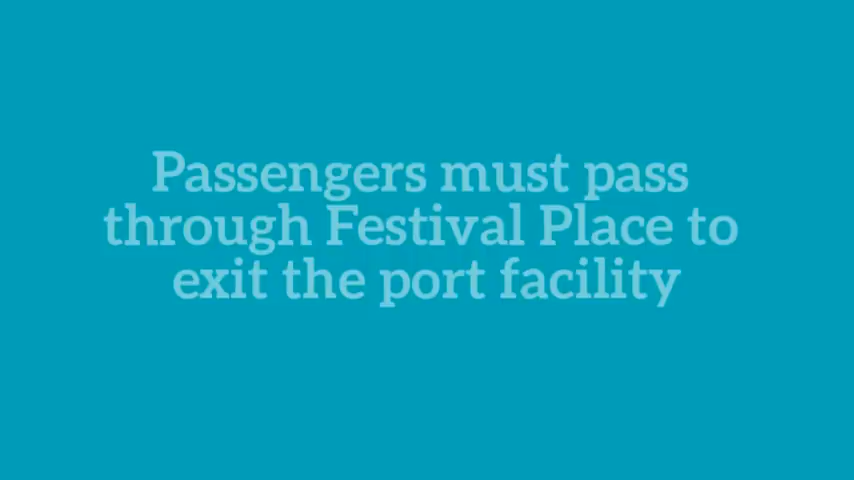 Passengers must pass
through Festival Place to
exit the port facility